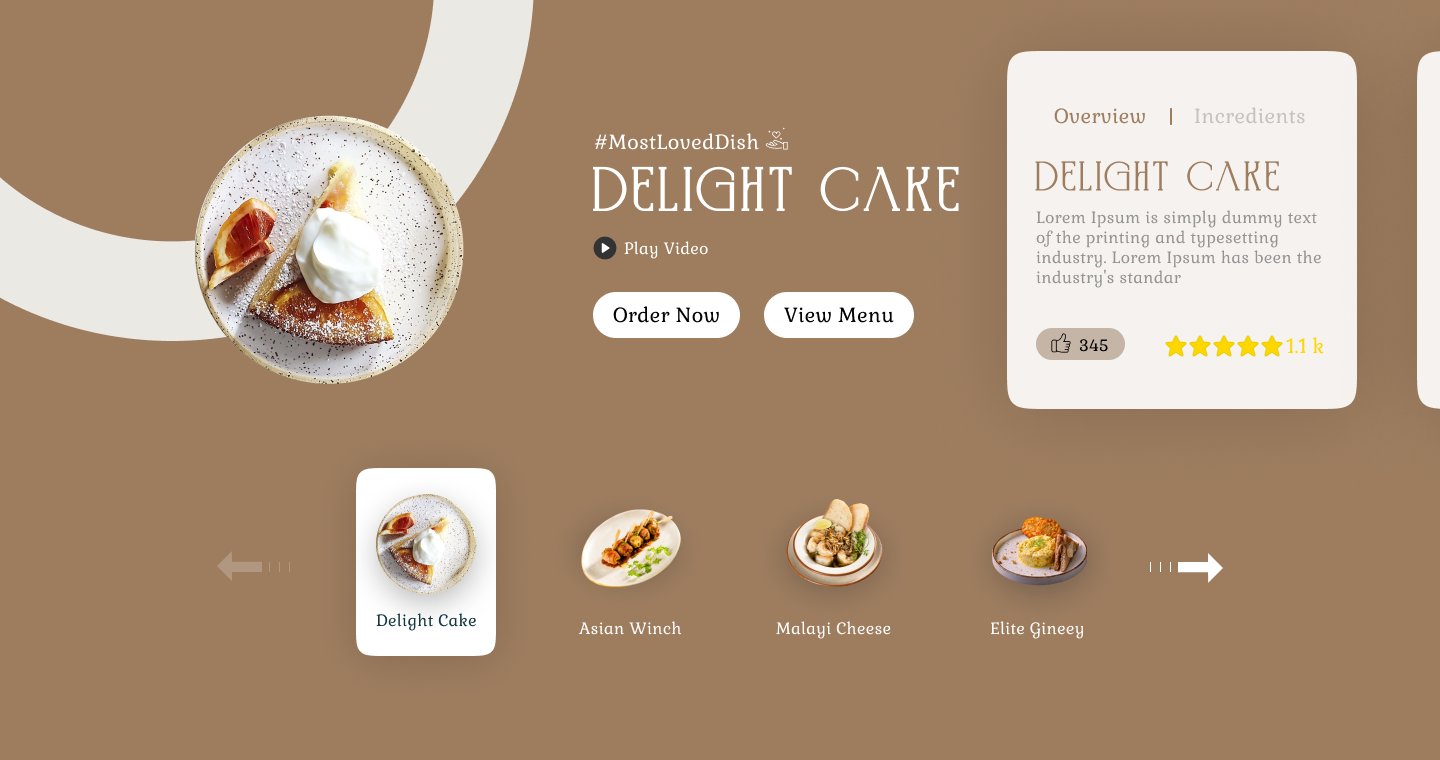 #MostLovedDish
DELIGHT CAKE
Play Video
Order Now
View Menu
Overview | Incredients
DELIGHT CAKE
Lorem Ipsum is simply dummy text
of the printing and typesetting
industry. Lorem Ipsum has been the
industry's standar
345
1.1 k
Delight Cake
Asian Winch
Malayi Cheese
Elite Gineey